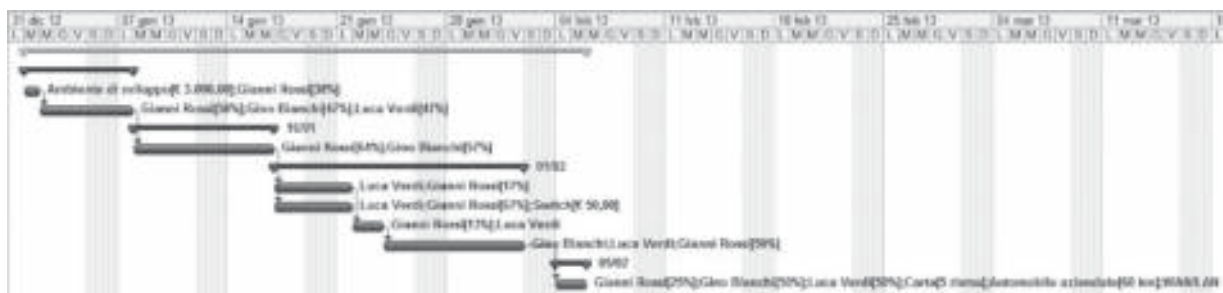 31 dic 12 07 gen 13 14 gen 13 21 gen 13 28 gen 13 04 feb 13 11 feb 13 18 feb 13 25 feb 13 04 mar 13 11 mar 13
L M M G V S D L M M G V S D L M M G V S D L M M G V S D L M M G V S D L M M G V S D L M M G V S D L M M G V S D L M M G V S D L M M G V S D L M M G V S D
Ambiente di sviluppo[€ 3.000,00];Gianni Rossi[50%]
Gianni Rossi[50%];Gino Bianchi[67%];Luca Verdi[67%]
Gianni Rossi[64%];Gino Bianchi[57%]
01/02
Luca Verdi;Gianni Rossi[17%]
Luca Verdi;Gianni Rossi[67%];Switch[€ 50,00]
Gianni Rossi[13%];Luca Verdi
Gino Bianchi;Luca Verdi;Gianni Rossi[50%]
05/02
Gianni Rossi[25%];Gino Bianchi[50%];Luca Verdi[50%];Carta[5 risma];Automobile aziendale[60 km];WAN/LAN